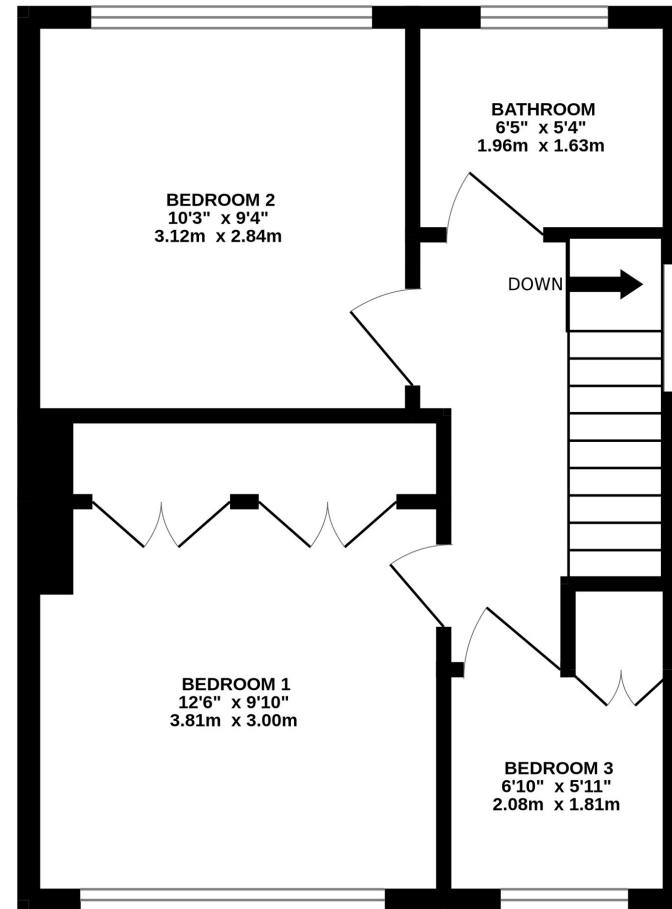 BATHROOM
6'5"  x 5'4"
1.96m  x 1.63m
BEDROOM 2
10'3"  x 9'4"
3.12m  x 2.84m
DOWN
BEDROOM 1
12'6"  x 9'10"
3.81m  x 3.00m
BEDROOM 3
6'10"  x 5'11"
2.08m  x 1.81m